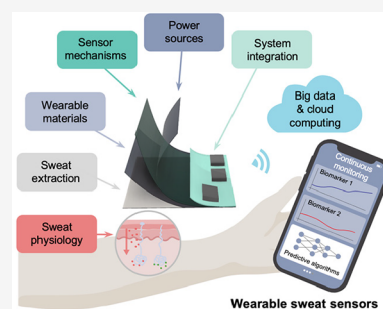 Power
sources
Sensor
mechanisms
System
integration
Wearable
materials
Big data
& cloud
computing
Sweat
extraction
Sweat
physiology
Continuous
monitoring
Biomarker 1
Biomarker 2
Predictive algorithms
Wearable sweat sensors